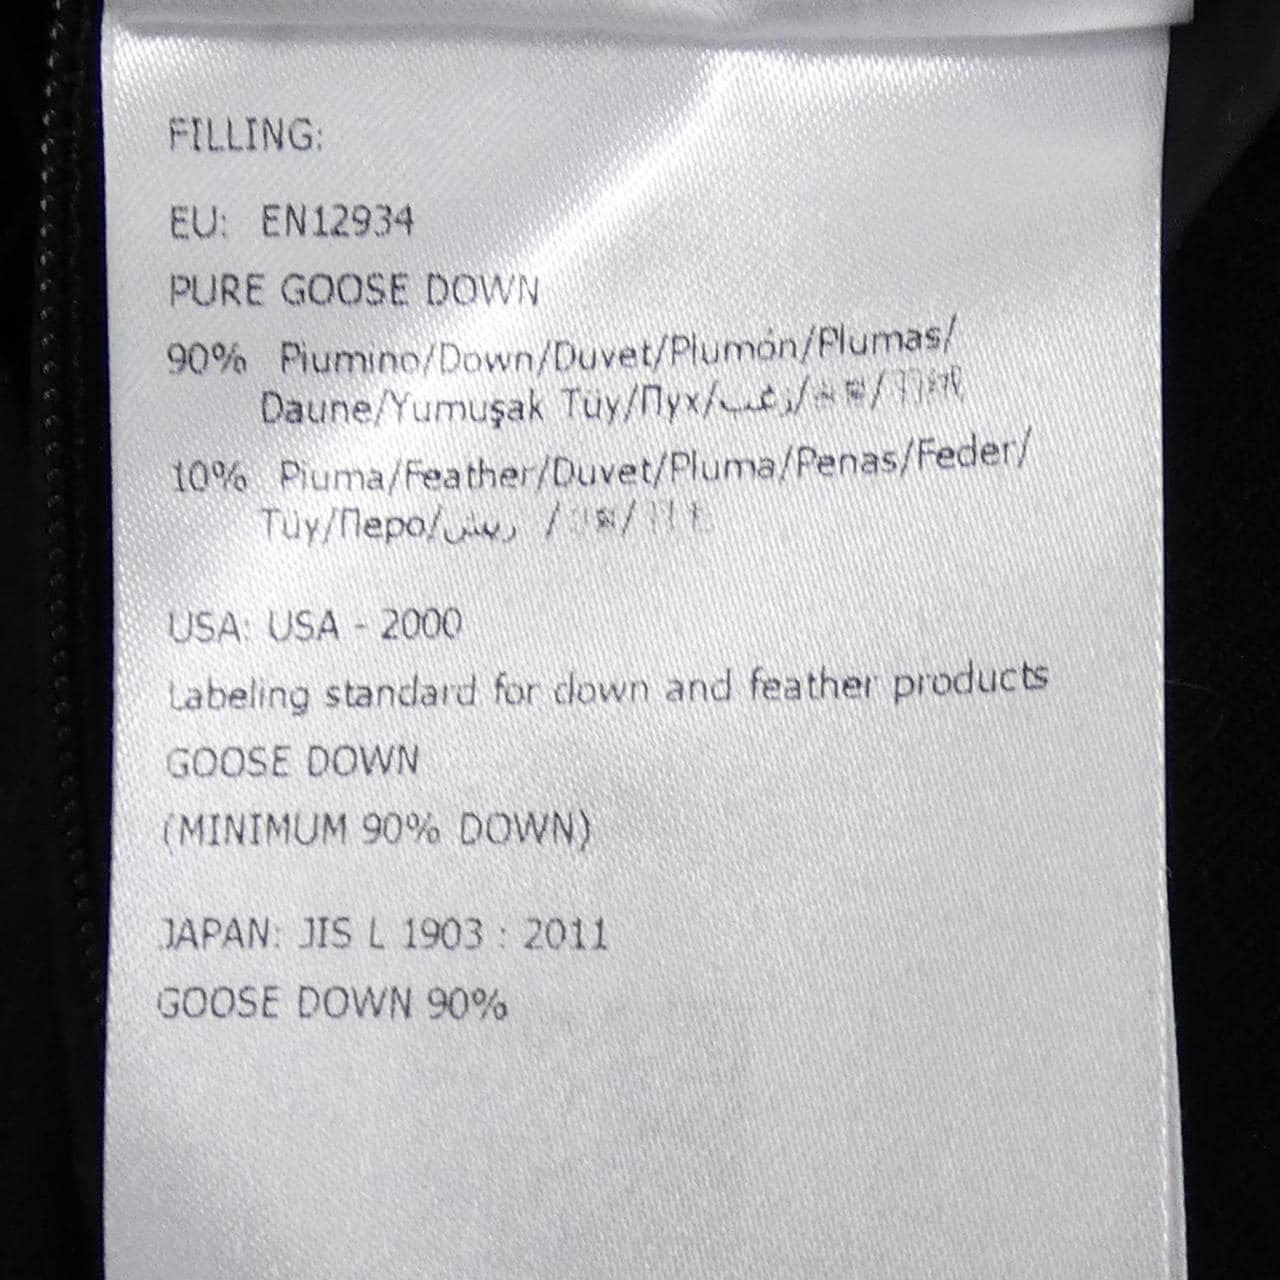 FILLING:
EU: EN12934
PURE GOOSE DOWN
90% Piumino/Down/Duvet/Plumón/Plumas/
Daune/Yumuşak Tüy/Пух/زغب/
10% Piuma/Feather/Duvet/Pluma/Penas/Feder/
Tüy/Перо/ريش /
USA: USA - 2000
Labeling standard for down and feather products
GOOSE DOWN
(MINIMUM 90% DOWN)
JAPAN: JIS L 1903 : 2011
GOOSE DOWN 90%